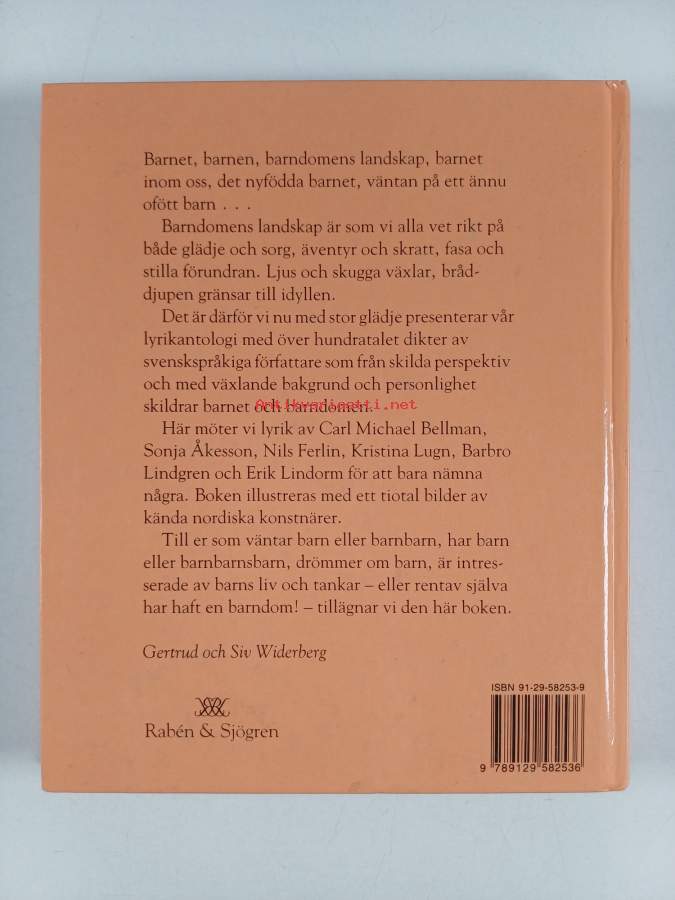 Barnet, barnen, barndomens landskap, barnet
inom oss, det nyfödda barnet, väntan på ett ännu
ofött barn . . .
Barndomens landskap är som vi alla vet rikt på
både glädje och sorg, äventyr och skratt, fasa och
stilla förundran. Ljus och skugga växlar, bråd-
djupen gränsar till idyllen.
Det är därför vi nu med stor glädje presenterar vår
lyrikantologi med över hundratalet dikter av
svenskspråkiga författare som från skilda perspektiv
och med växlande bakgrund och personlighet
skildrar barnet och barndomen.
Antikvariaatti.net
Här möter vi lyrik av Carl Michael Bellman,
Sonja Åkesson, Nils Ferlin, Kristina Lugn, Barbro
Lindgren och Erik Lindorm för att bara nämna
några. Boken illustreras med ett tiotal bilder av
kända nordiska konstnärer.
Till er som väntar barn eller barnbarn, har barn
eller barnbarnsbarn, drömmer om barn, är intres-
serade av barns liv och tankar – eller rentav själva
har haft en barndom! – tillägnar vi den här boken.
Gertrud och Siv Widerberg
Rabén & Sjögren
ISBN 91-29-58253-9
9 789129 582536